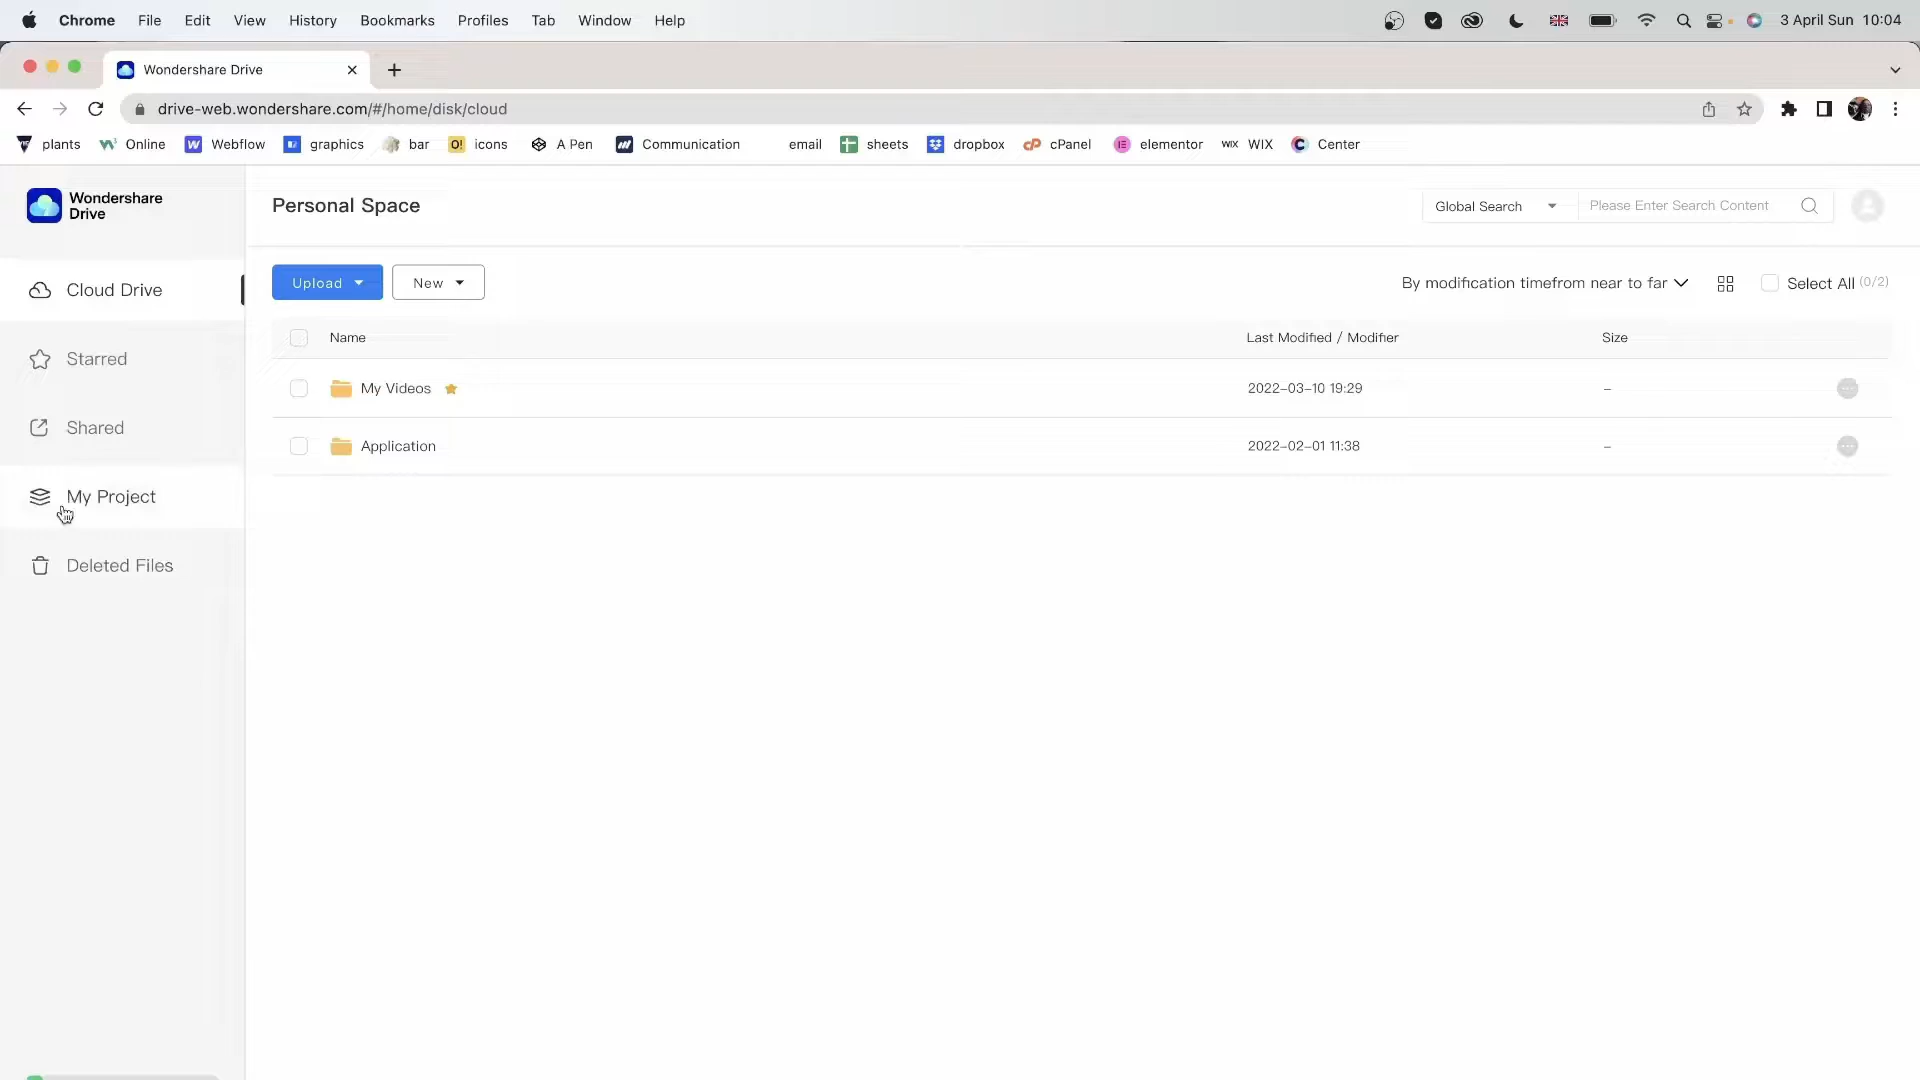 Chrome File Edit View History Bookmarks Profiles Tab Window Help 3 April Sun 10:04
Wondershare Drive
drive-web.wondershare.com/#/home/disk/cloud
plants Online Webflow graphics bar icons A Pen Communication email sheets dropbox cPanel elementor WIX WIX Center
Wondershare
Drive
Personal Space
Global Search Please Enter Search Content
Cloud Drive
Starred
Shared
My Project
Deleted Files
Upload New By modification timefrom near to far Select All (0/2)
Name Last Modified / Modifier Size
My Videos 2022-03-10 19:29 –
Application 2022-02-01 11:38 –